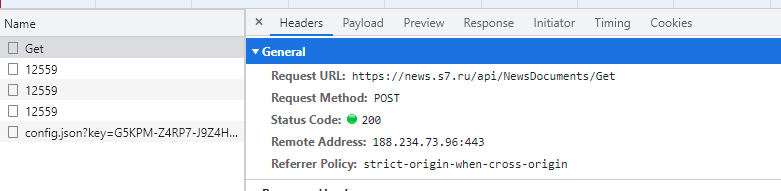 Name
Get
12559
12559
12559
config.json?key=G5KPM-Z4RP7-J9Z4H...
Headers Payload Preview Response Initiator Timing Cookies
General
Request URL: https://news.s7.ru/api/NewsDocuments/Get
Request Method: POST
Status Code: 200
Remote Address: 188.234.73.96:443
Referrer Policy: strict-origin-when-cross-origin